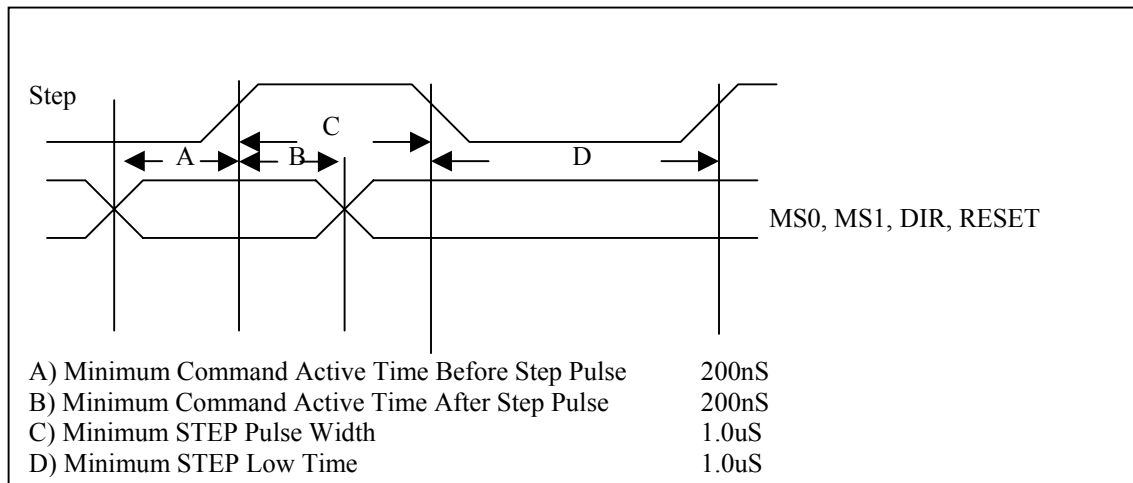 Step
C
A
B
D
MS0, MS1, DIR, RESET
A) Minimum Command Active Time Before Step Pulse 200nS
B) Minimum Command Active Time After Step Pulse 200nS
C) Minimum STEP Pulse Width 1.0uS
D) Minimum STEP Low Time 1.0uS